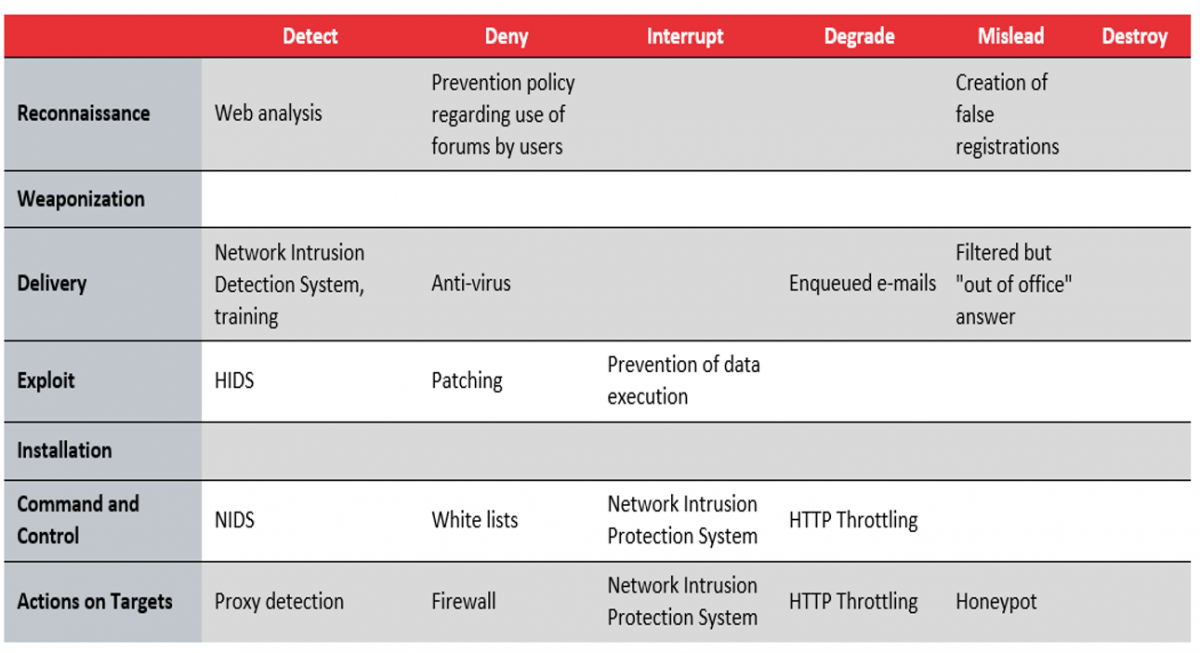 Detect Deny Interrupt Degrade Mislead Destroy
Reconnaissance
Web analysis
Prevention policy
regarding use of
forums by users
Creation of
false
registrations
Weaponization
Delivery
Network Intrusion
Detection System,
training
Anti-virus
Enqueued e-mails
Filtered but
"out of office"
answer
Exploit
HIDS
Patching
Prevention of data
execution
Installation
Command and
Control
NIDS
White lists
Network Intrusion
Protection System
HTTP Throttling
Actions on Targets
Proxy detection
Firewall
Network Intrusion
Protection System
HTTP Throttling
Honeypot